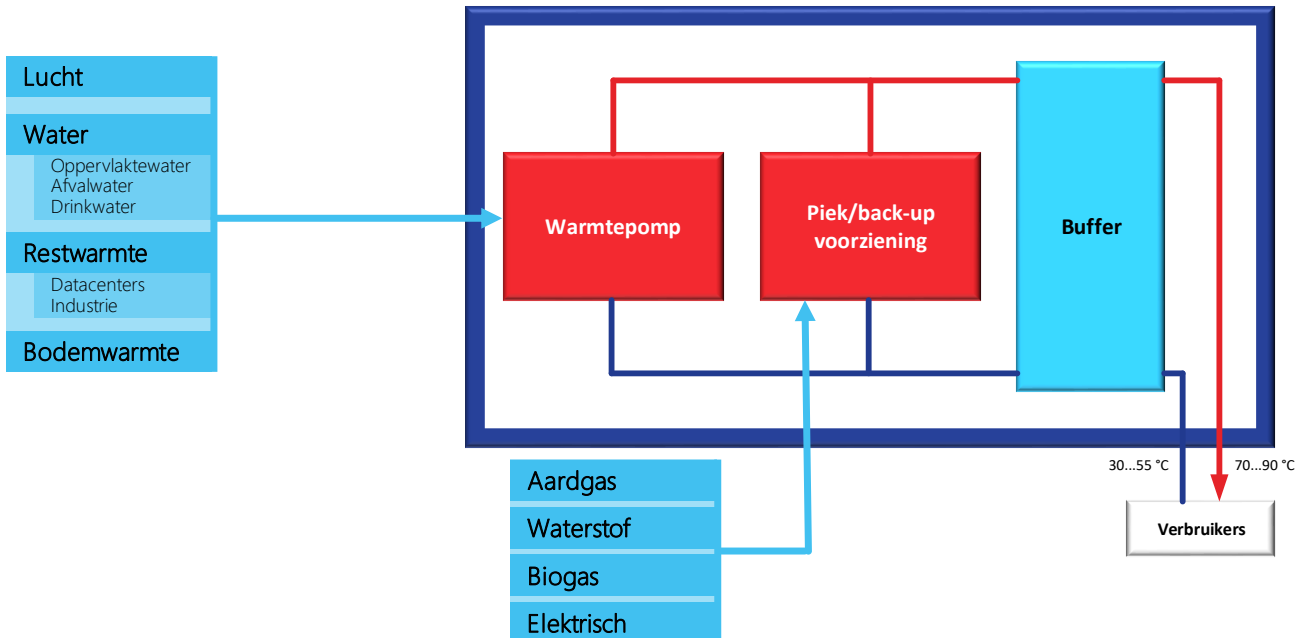 Lucht
Water
Oppervlaktewater
Afvalwater
Drinkwater
Restwarmte
Datacenters
Industrie
Bodemwarmte
Warmtepomp
Piek/back-up
voorziening
Buffer
30...55 °C
70...90 °C
Verbruikers
Aardgas
Waterstof
Biogas
Elektrisch